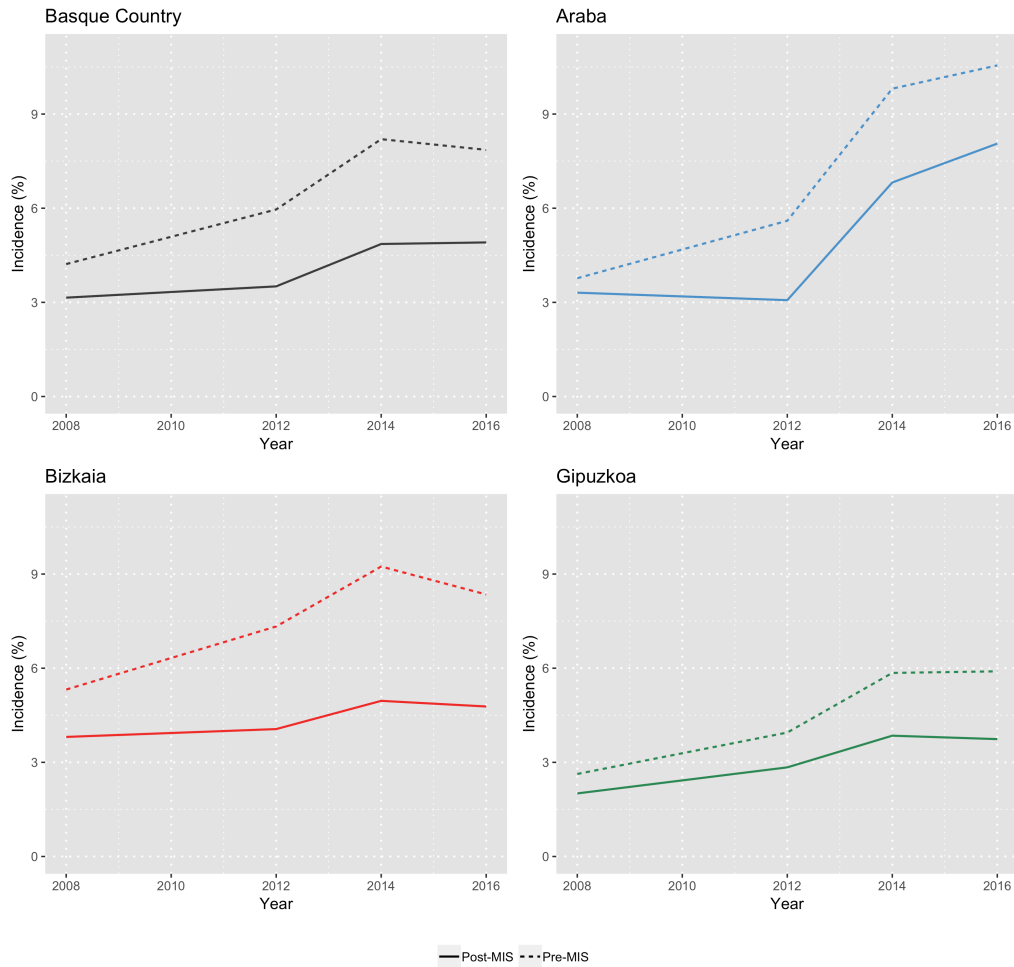 Basque Country
Incidence (%)
9
6
3
0
2008 2010 2012 2014 2016
Year
Araba
Incidence (%)
9
6
3
0
2008 2010 2012 2014 2016
Year
Bizkaia
Incidence (%)
9
6
3
0
2008 2010 2012 2014 2016
Year
Gipuzkoa
Incidence (%)
9
6
3
0
2008 2010 2012 2014 2016
Year
Post-MIS Pre-MIS